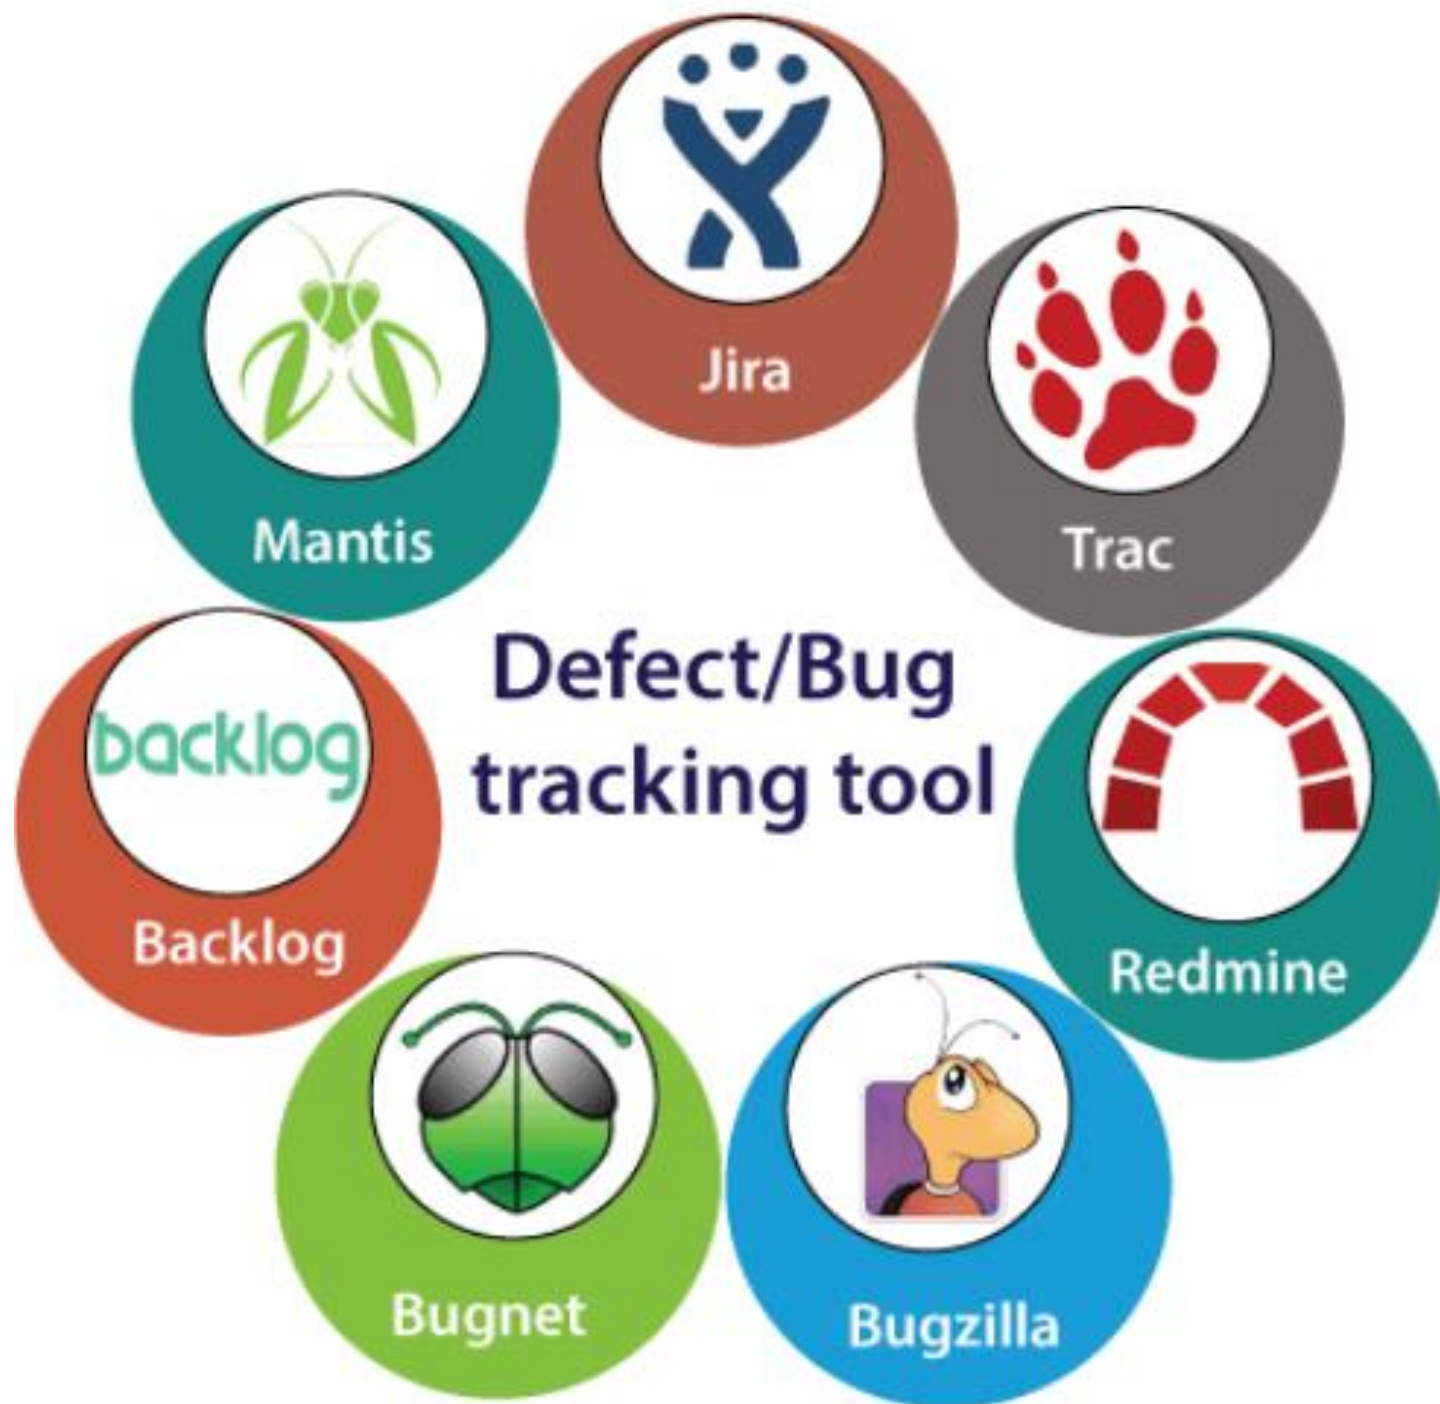 Jira
Trac
Mantis
Defect/Bug
tracking tool
backlog
Backlog
Redmine
Bugnet
Bugzilla